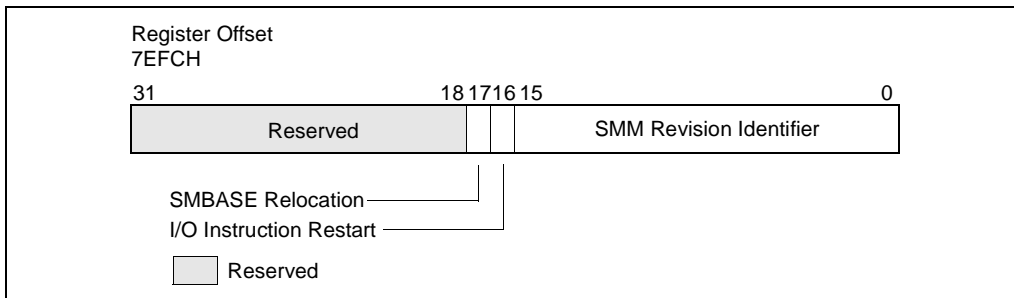 Register Offset
7EFCH
31 18 17 16 15 0
Reserved SMM Revision Identifier
SMBASE Relocation
I/O Instruction Restart
Reserved